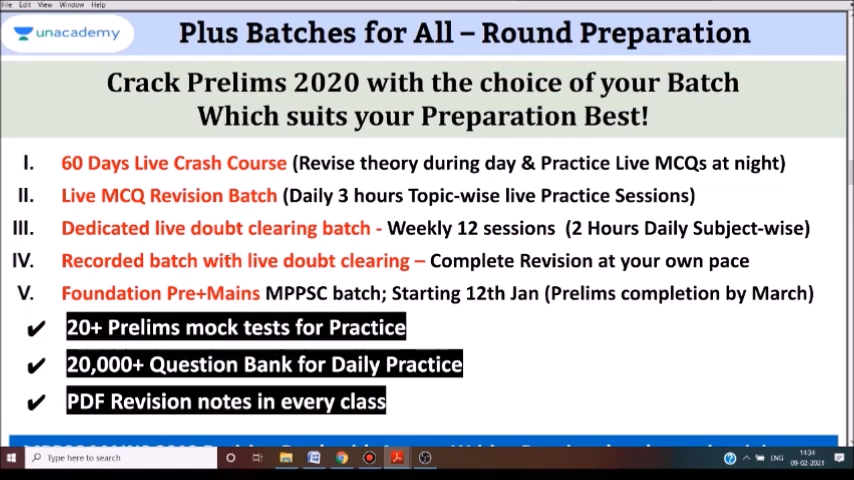 File Edit View Window Help
unacademy
Plus Batches for All – Round Preparation
Crack Prelims 2020 with the choice of your Batch
Which suits your Preparation Best!
I. 60 Days Live Crash Course (Revise theory during day & Practice Live MCQs at night)
II. Live MCQ Revision Batch (Daily 3 hours Topic-wise live Practice Sessions)
III. Dedicated live doubt clearing batch - Weekly 12 sessions (2 Hours Daily Subject-wise)
IV. Recorded batch with live doubt clearing – Complete Revision at your own pace
V. Foundation Pre+Mains MPPSC batch; Starting 12th Jan (Prelims completion by March)
✔ 20+ Prelims mock tests for Practice
✔ 20,000+ Question Bank for Daily Practice
✔ PDF Revision notes in every class
Type here to search
ENG
14:34
09-02-2021